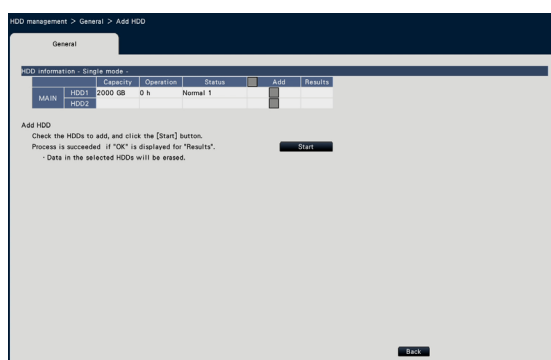 HDD management > General > Add HDD
General
HDD information - Single mode -
Capacity Operation Status Add Results
MAIN HDD1 2000 GB 0 h Normal 1
HDD2
Add HDD
Check the HDDs to add, and click the [Start] button.
Process is succeeded if "OK" is displayed for "Results". Start
· Data in the selected HDDs will be erased.
Back